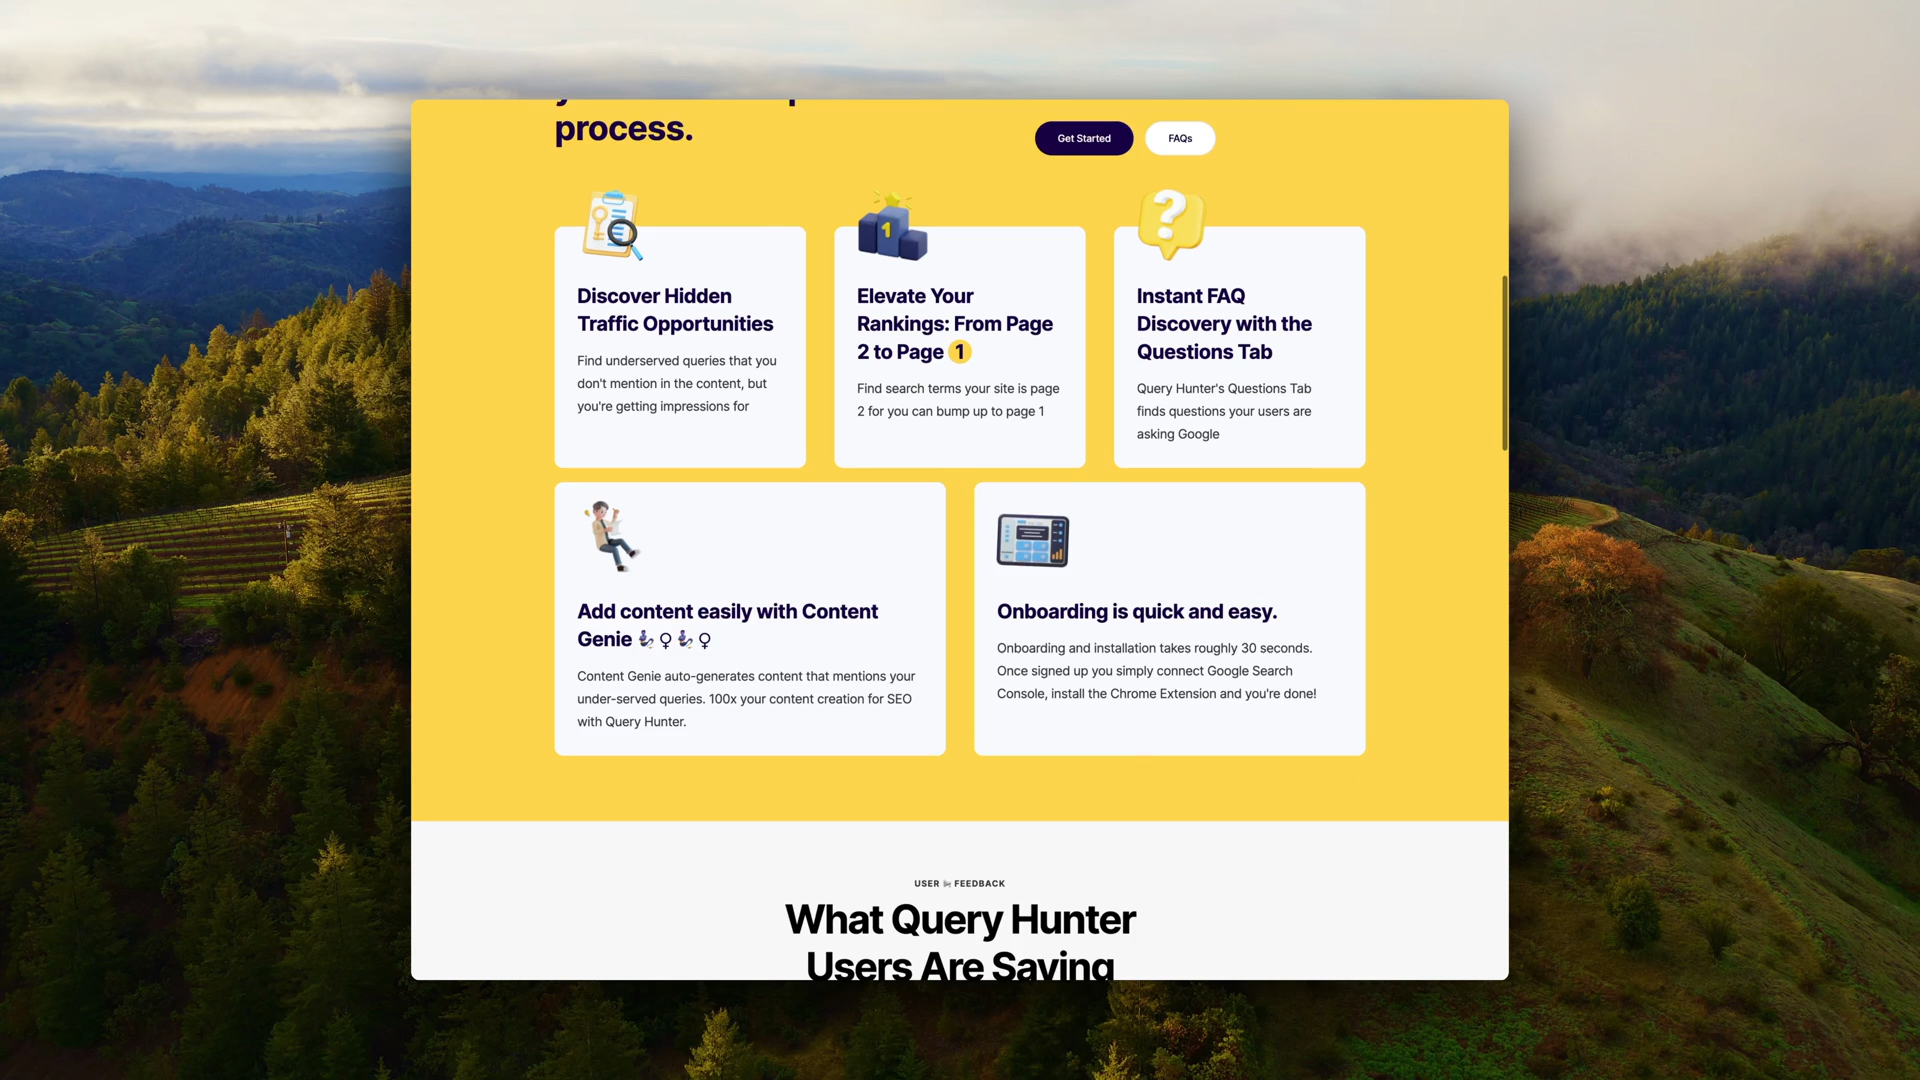 process.
Get Started
FAQs
Discover Hidden
Traffic Opportunities
Find underserved queries that you
don't mention in the content, but
you're getting impressions for
1
Elevate Your
Rankings: From Page
2 to Page 1
Find search terms your site is page
2 for you can bump up to page 1
?
Instant FAQ
Discovery with the
Questions Tab
Query Hunter's Questions Tab
finds questions your users are
asking Google
Add content easily with Content
Genie 🧞‍♀️🧞‍♀️
Content Genie auto-generates content that mentions your
under-served queries. 100x your content creation for SEO
with Query Hunter.
Onboarding is quick and easy.
Onboarding and installation takes roughly 30 seconds.
Once signed up you simply connect Google Search
Console, install the Chrome Extension and you're done!
USER FEEDBACK
What Query Hunter
Users Are Saying